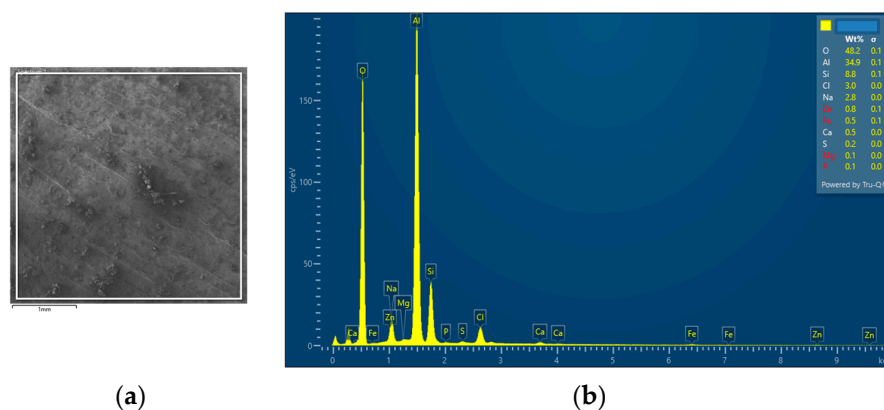 1mm
(a)
Al
O
Si
Na
Mg
Zn
Ca
Fe
P
S
Cl
Ca
Ca
Fe
Fe
Zn
Zn
cps/eV
150
100
50
0
0
1
2
3
4
5
6
7
8
9
Wt% σ
O 48.2 0.1
Al 34.9 0.1
Si 8.8 0.1
Cl 3.0 0.0
Na 2.8 0.0
0.8 0.1
0.5 0.1
Ca 0.5 0.0
S 0.2 0.0
Mg 0.1 0.0
P 0.1 0.0
Powered by Tru-Q®
(b)